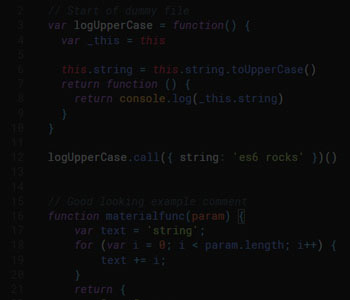 2 // Start of dummy file
3 var logUpperCase = function() {
4 var _this = this
5
6 this.string = this.string.toUpperCase()
7 return function () {
8 return console.log(_this.string)
9 }
10 }
11
12 logUpperCase.call({ string: 'es6 rocks' })()
13
14
15 // Good looking example comment
16 function materialfunc(param) {
17 var text = 'string';
18 for (var i = 0; i < param.length; i++) {
19 text += i;
20 }
21 return {